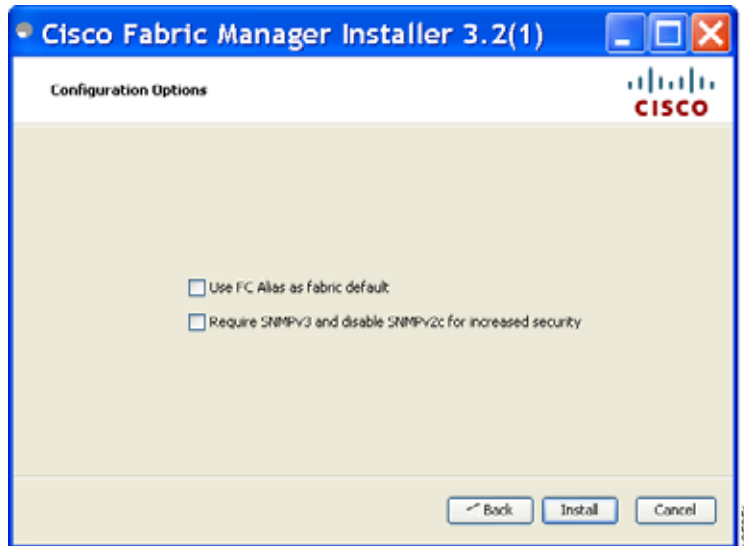 Cisco Fabric Manager Installer 3.2(1)
Configuration Options
CISCO
Use FC Alias as fabric default
Require SNMPv3 and disable SNMPv2c for increased security
Back
Install
Cancel